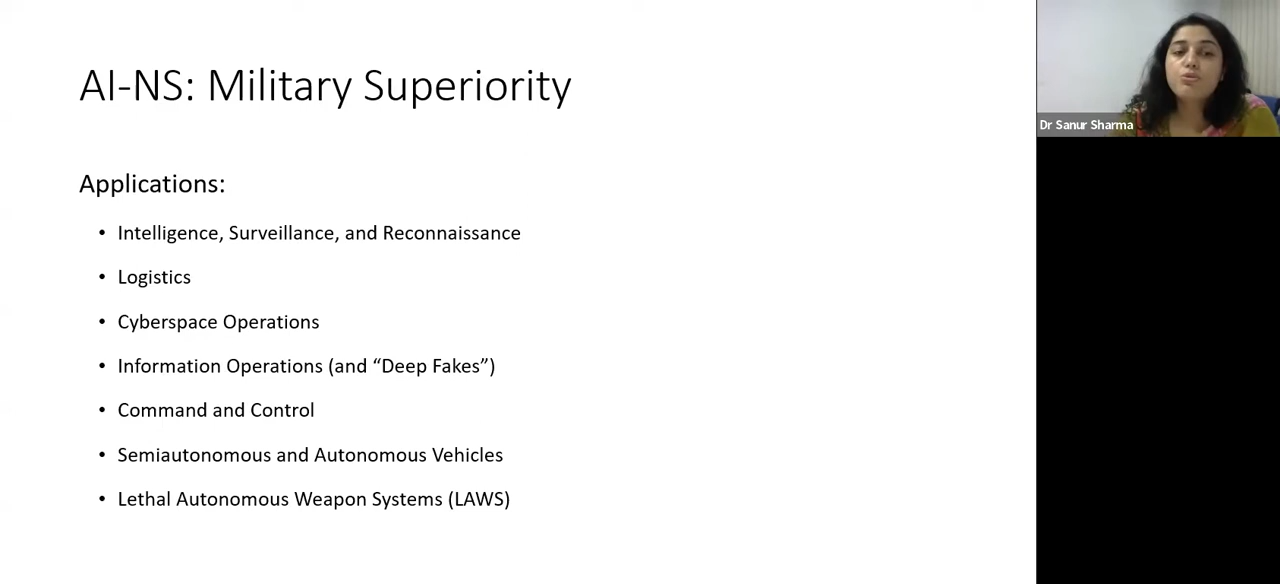 AI-NS: Military Superiority
Applications:
• Intelligence, Surveillance, and Reconnaissance
• Logistics
• Cyberspace Operations
• Information Operations (and “Deep Fakes”)
• Command and Control
• Semiautonomous and Autonomous Vehicles
• Lethal Autonomous Weapon Systems (LAWS)
Dr Sanur Sharma